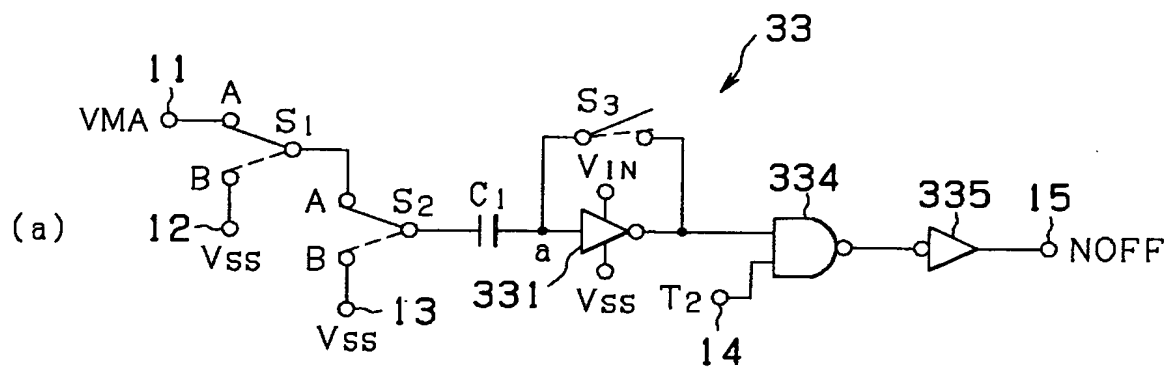 33
11
A
VMA
S1
S3
B
VIN
334
335
15
A
S2
C1
(a)
12
VSS
a
NOFF
B
331
VSS
T2
14
13
VSS